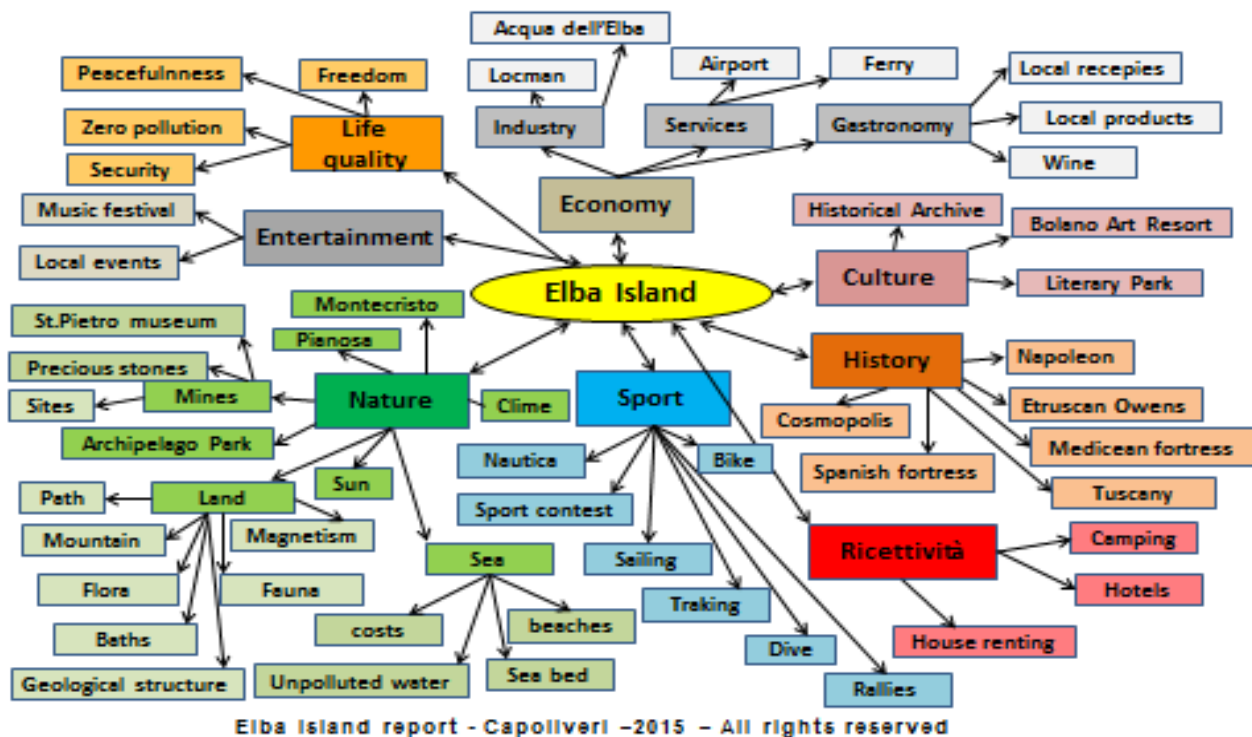 Acqua dell'Elba
Peacefulnness
Freedom
Locman
Airport
Ferry
Local recepies
Zero pollution
Life
quality
Industry
Services
Gastronomy
Local products
Security
Wine
Music festival
Economy
Historical Archive
Bolano Art Resort
Entertainment
Local events
Culture
Literary Park
Elba Island
Montecristo
St.Pietro museum
Pianosa
History
Napoleon
Precious stones
Mines
Nature
Clime
Sport
Sites
Cosmopolis
Etruscan Owens
Archipelago Park
Medicean fortress
Nautica
Bike
Spanish fortress
Sun
Tuscany
Path
Land
Magnetism
Sport contest
Mountain
Ricettività
Camping
Sea
Sailing
Flora
Fauna
Hotels
Traking
Baths
costs
beaches
Dive
House renting
Geological structure
Unpolluted water
Sea bed
Rallies
Elba Island report - Capoliveri –2015 – All rights reserved